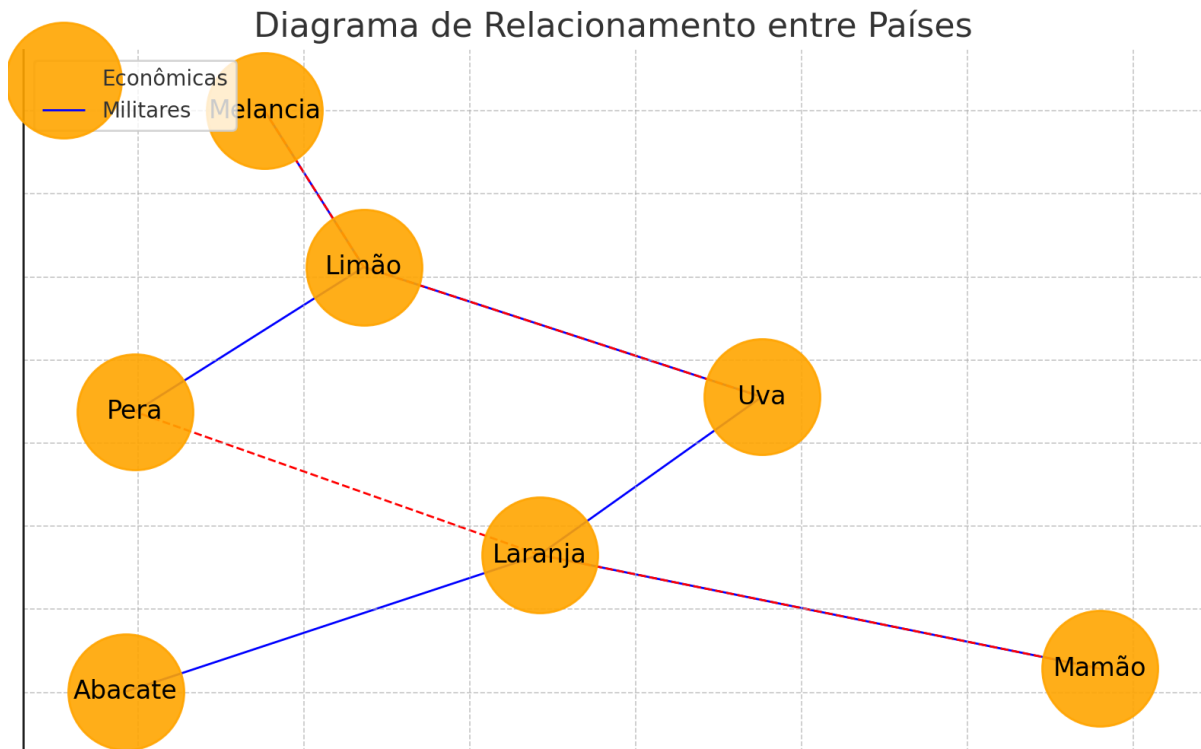 Diagrama de Relacionamento entre Países
Econômicas
Militares
Melancia
Limão
Uva
Pera
Laranja
Mamão
Abacate